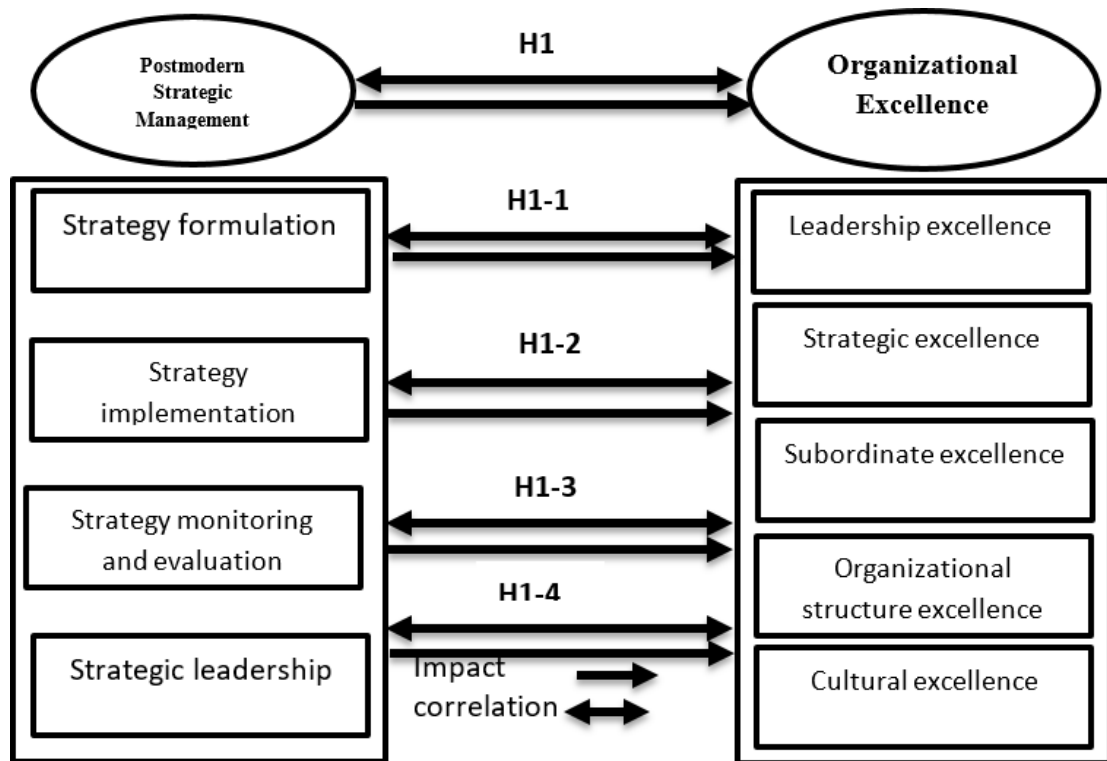 H1
Postmodern
Strategic
Management
Organizational
Excellence
Strategy formulation
H1-1
Leadership excellence
Strategy
implementation
H1-2
Strategic excellence
Subordinate excellence
Strategy monitoring
and evaluation
H1-3
Organizational
structure excellence
H1-4
Strategic leadership
Impact
correlation
Cultural excellence